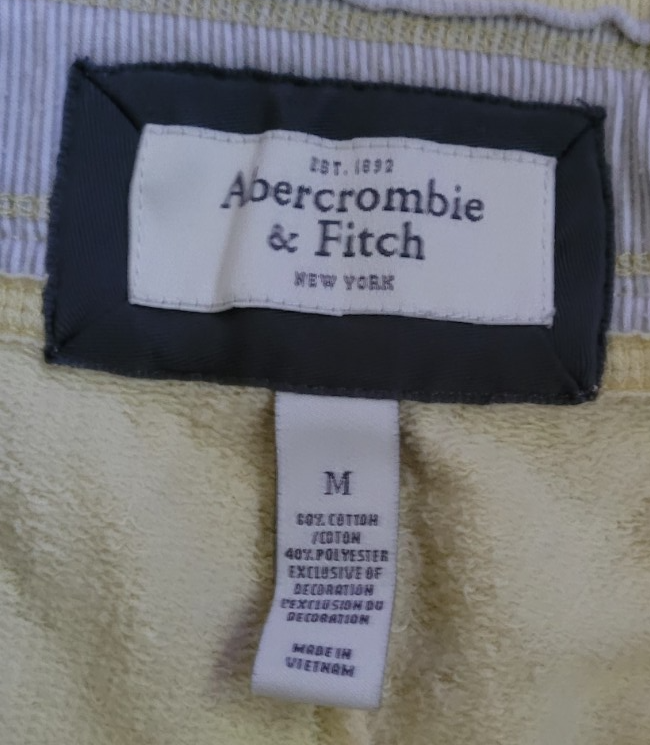 EST. 1892
Abercrombie
& Fitch
NEW YORK
M
60% COTTON
/COTON
40% POLYESTER
EXCLUSIVE OF
DECORATION
L'EXCLUSION DU
DECORATION
MADE IN
VIETNAM